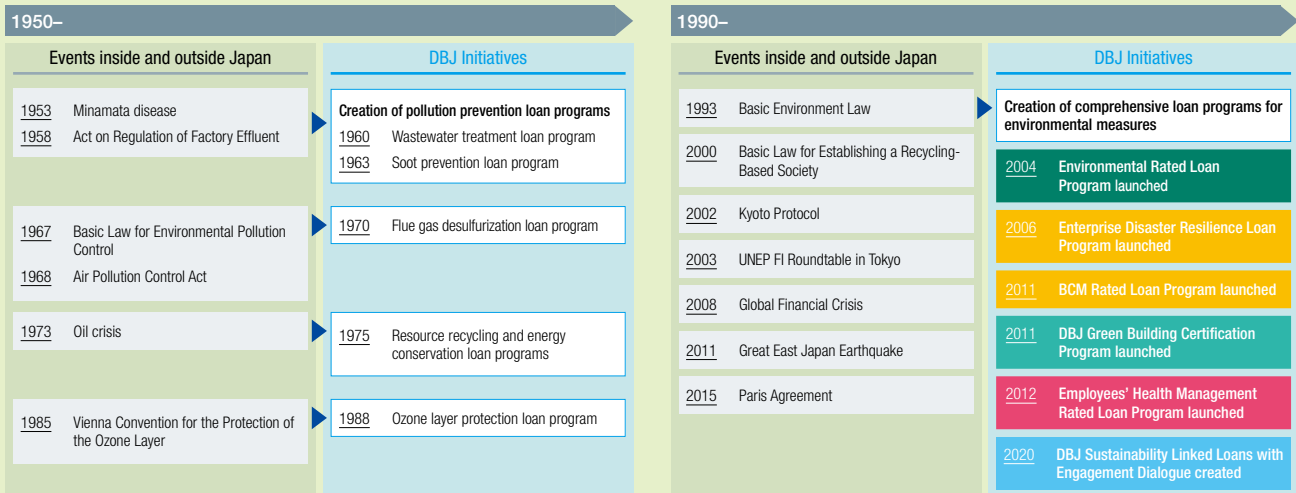 1950–
Events inside and outside Japan
DBJ Initiatives
1953 Minamata disease
1958 Act on Regulation of Factory Effluent
Creation of pollution prevention loan programs
1960 Wastewater treatment loan program
1963 Soot prevention loan program
1967 Basic Law for Environmental Pollution
Control
1968 Air Pollution Control Act
1970 Flue gas desulfurization loan program
1973 Oil crisis
1975 Resource recycling and energy
conservation loan programs
1985 Vienna Convention for the Protection of
the Ozone Layer
1988 Ozone layer protection loan program
1990–
Events inside and outside Japan
DBJ Initiatives
1993 Basic Environment Law
2000 Basic Law for Establishing a Recycling-
Based Society
2002 Kyoto Protocol
2003 UNEP FI Roundtable in Tokyo
2008 Global Financial Crisis
2011 Great East Japan Earthquake
2015 Paris Agreement
Creation of comprehensive loan programs for
environmental measures
2004 Environmental Rated Loan
Program launched
2006 Enterprise Disaster Resilience Loan
Program launched
2011 BCM Rated Loan Program launched
2011 DBJ Green Building Certification
Program launched
2012 Employees’ Health Management
Rated Loan Program launched
2020 DBJ Sustainability Linked Loans with
Engagement Dialogue created